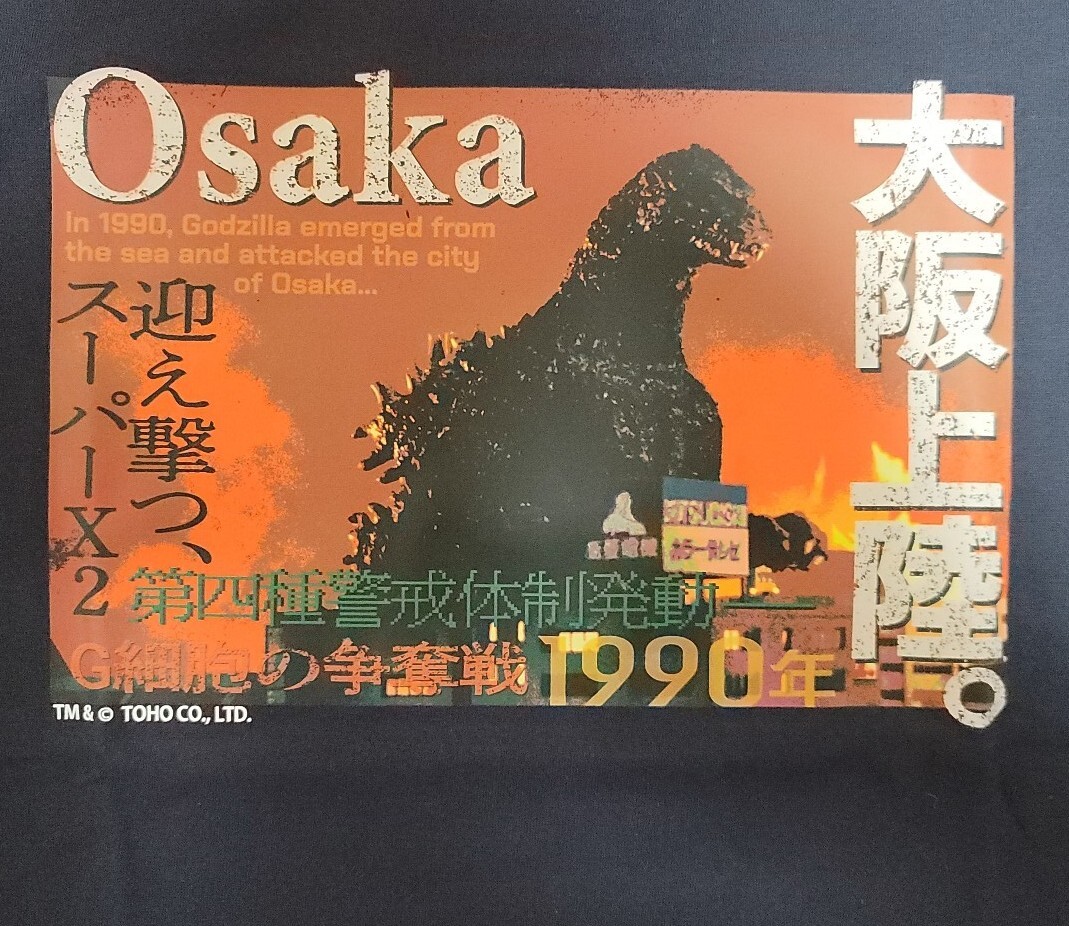 Osaka
In 1990, Godzilla emerged from
the sea and attacked the city
of Osaka...
大阪上陸。
迎え撃つ、
スーパーX2
第四種警戒体制発動
G細胞の争奪戦
1990年
カラーテレビ
TM & © TOHO CO., LTD.